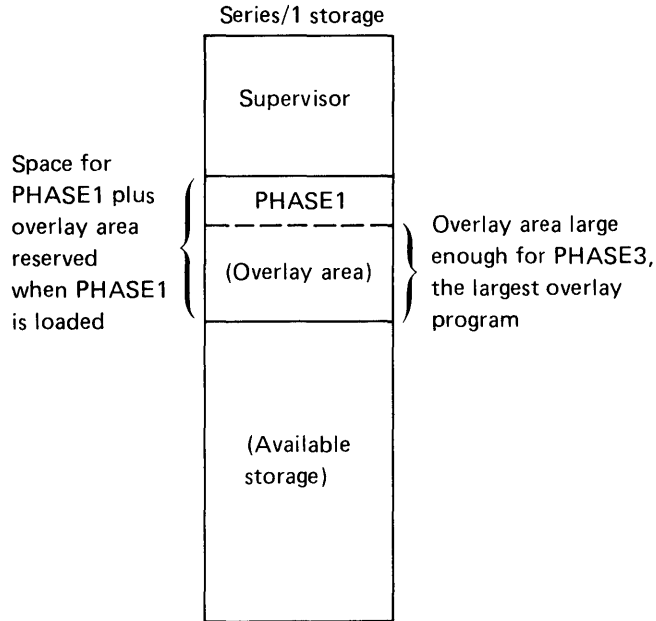 Series/1 storage
Supervisor
Space for
PHASE1 plus
overlay area
reserved
when PHASE1
is loaded
PHASE1
(Overlay area)
Overlay area large
enough for PHASE3,
the largest overlay
program
(Available
storage)